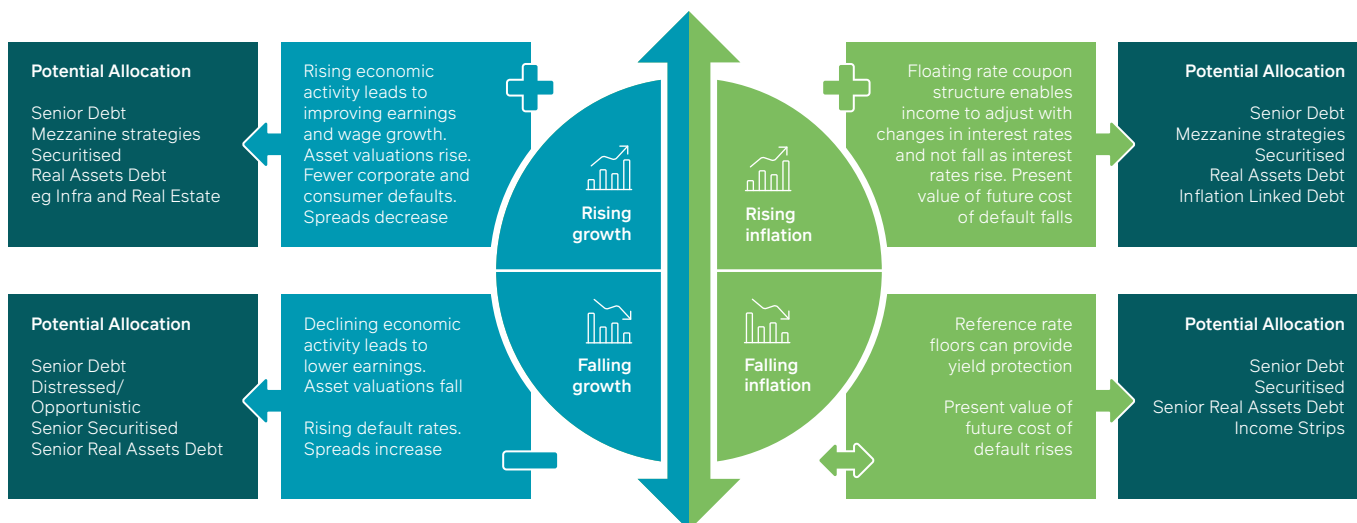 Potential Allocation
Senior Debt
Mezzanine strategies
Securitised
Real Assets Debt
eg Infra and Real Estate
Rising economic
activity leads to
improving earnings
and wage growth.
Asset valuations rise.
Fewer corporate and
consumer defaults.
Spreads decrease
Rising
growth
Rising
inflation
Floating rate coupon
structure enables
income to adjust with
changes in interest rates
and not fall as interest
rates rise. Present
value of future cost
of default falls
Potential Allocation
Senior Debt
Mezzanine strategies
Securitised
Real Assets Debt
Inflation Linked Debt
Potential Allocation
Senior Debt
Distressed/
Opportunistic
Senior Securitised
Senior Real Assets Debt
Declining economic
activity leads to
lower earnings.
Asset valuations fall
Rising default rates.
Spreads increase
Falling
growth
Falling
inflation
Reference rate
floors can provide
yield protection
Present value of
future cost of
default rises
Potential Allocation
Senior Debt
Securitised
Senior Real Assets Debt
Income Strips